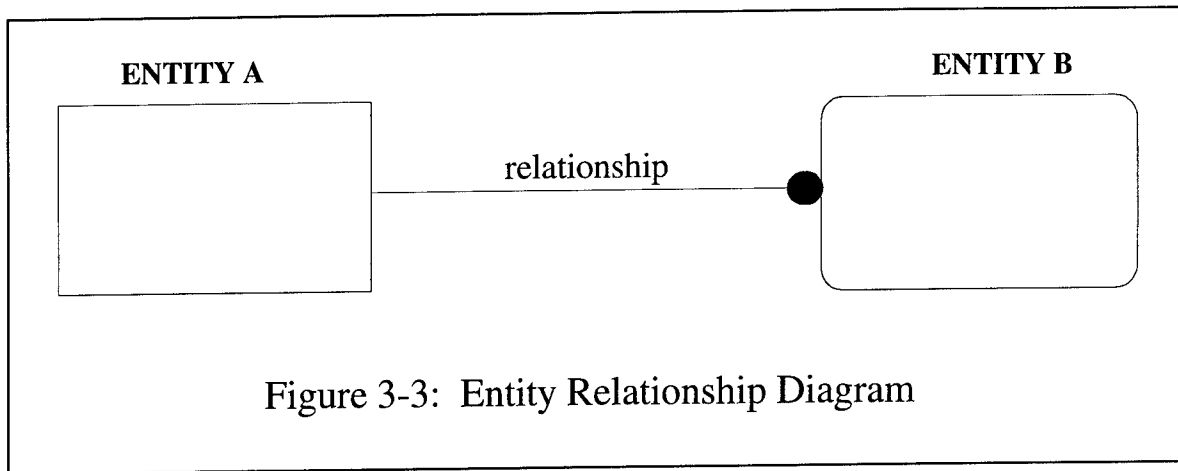 ENTITY A
ENTITY B
relationship
Figure 3-3: Entity Relationship Diagram